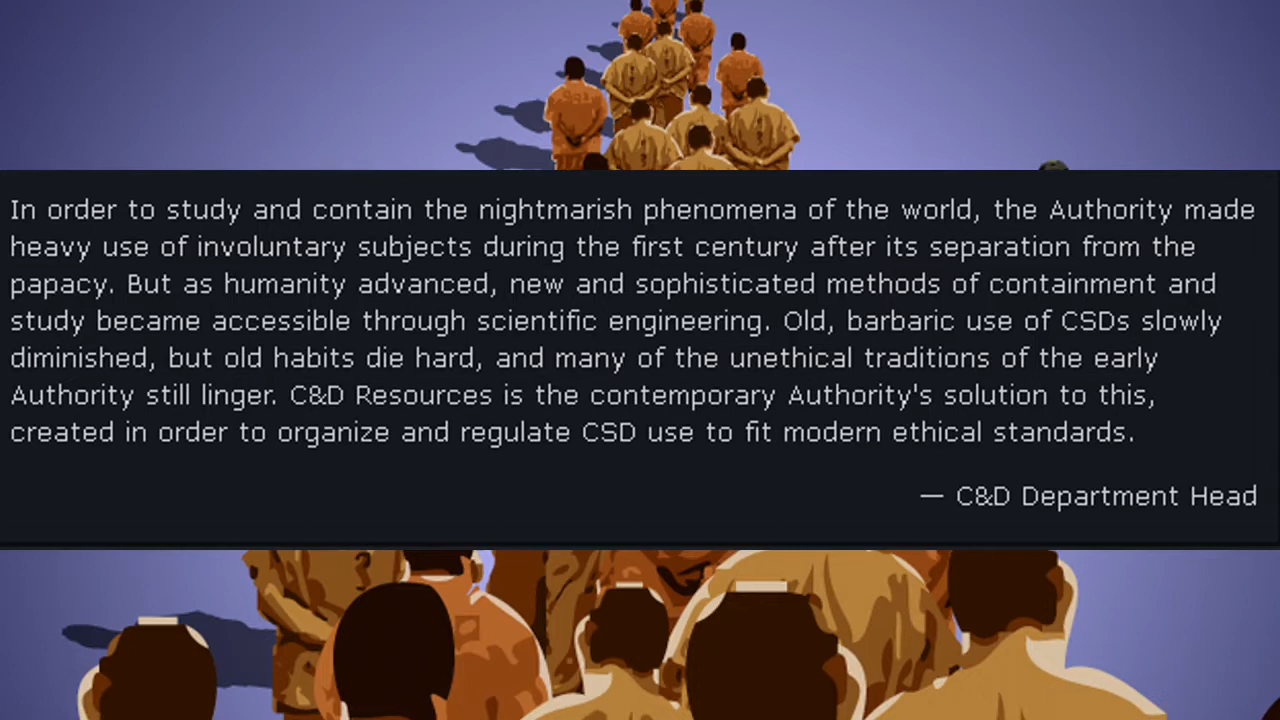 In order to study and contain the nightmarish phenomena of the world, the Authority made
heavy use of involuntary subjects during the first century after its separation from the
papacy. But as humanity advanced, new and sophisticated methods of containment and
study became accessible through scientific engineering. Old, barbaric use of CSDs slowly
diminished, but old habits die hard, and many of the unethical traditions of the early
Authority still linger. C&D Resources is the contemporary Authority's solution to this,
created in order to organize and regulate CSD use to fit modern ethical standards.
— C&D Department Head